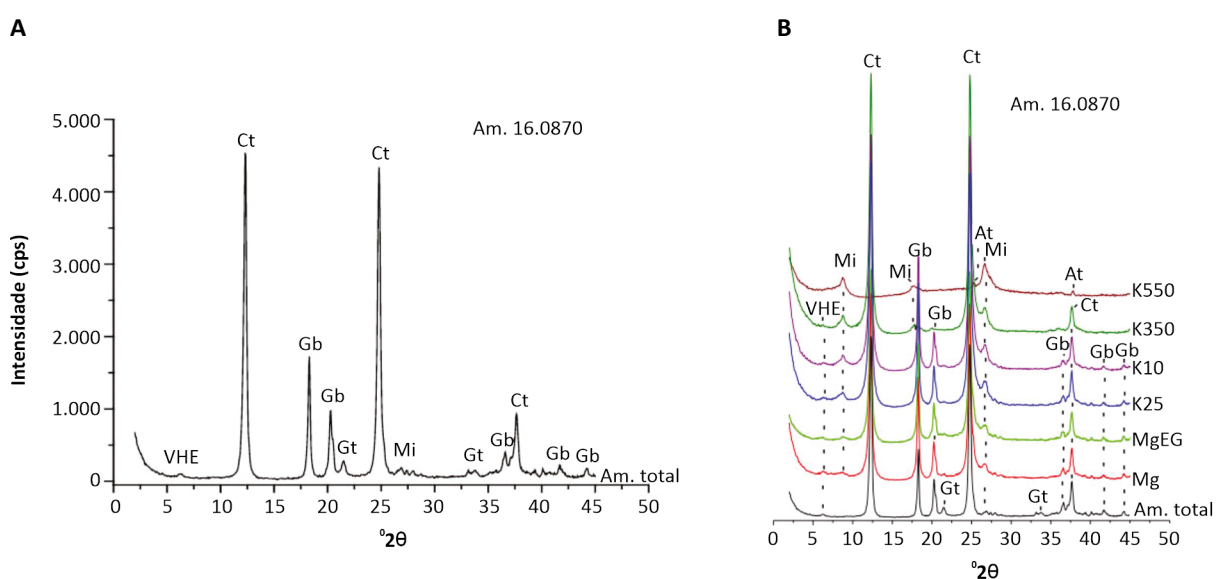 A
Am. 16.0870
5.000
4.000
3.000
2.000
1.000
0
Intensidade (cps)
VHE
Ct
Gb
Gb
Gt
Ct
Mi
Gt
Gb
Ct
Gb
Gb
Am. total
0 5 10 15 20 25 30 35 40 45 50
⁰2θ
B
Ct
Ct
Am. 16.0870
Mi
Mi
Gb
At
Mi
At
K550
VHE
Gb
Ct
K350
Gb
Gb
Gb
K10
K25
MgEG
Mg
Gt
Gt
Am. total
0 5 10 15 20 25 30 35 40 45 50
⁰2θ